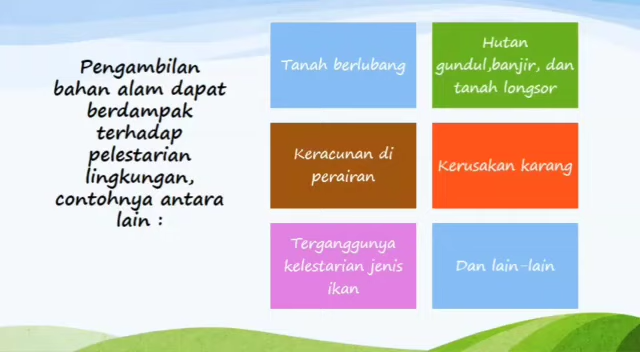 Pengambilan
bahan alam dapat
berdampak
terhadap
pelestarian
lingkungan,
contohnya antara
lain :
Tanah berlubang
Hutan
gundul,banjir, dan
tanah longsor
Keracunan di
perairan
Kerusakan karang
Terganggunya
kelestarian jenis
ikan
Dan lain-lain